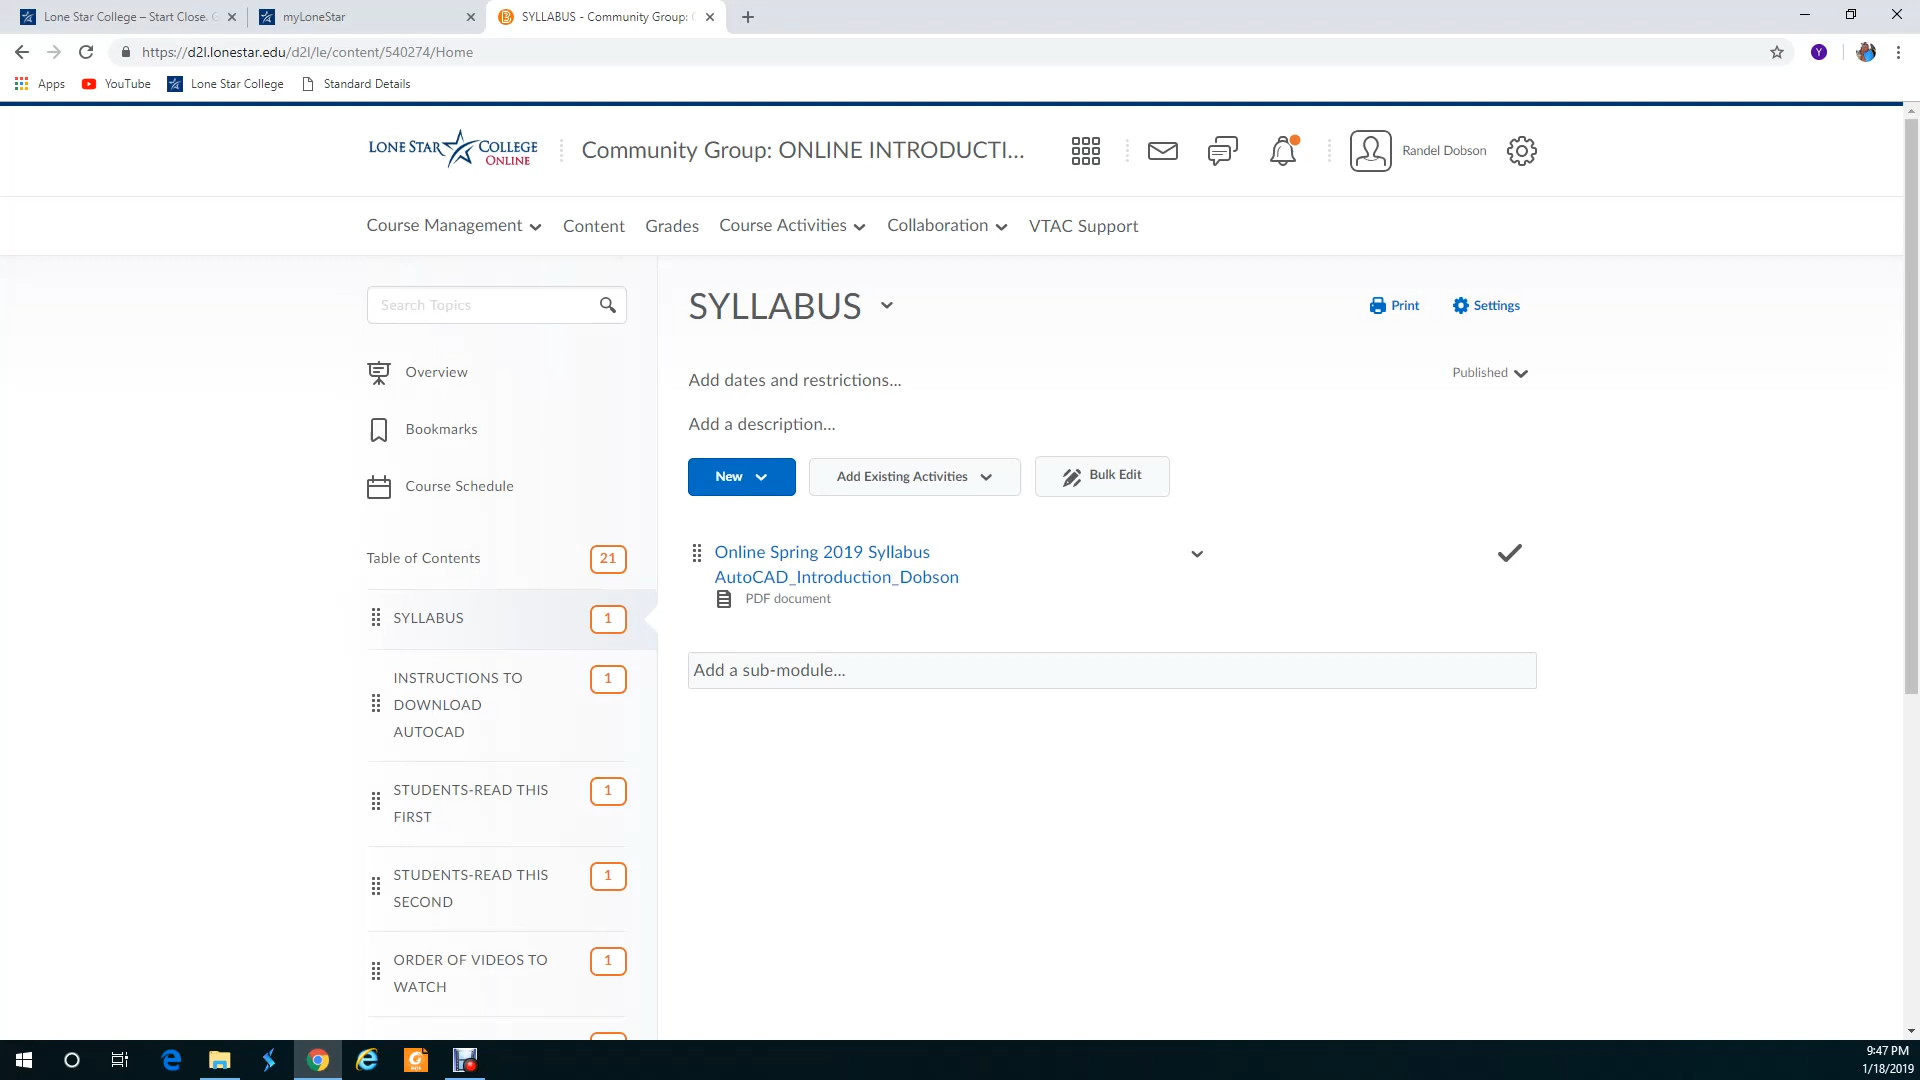 Lone Star College – Start Close. G
myLoneStar
SYLLABUS - Community Group: 
https://d2l.lonestar.edu/d2l/le/content/540274/Home
Y
Apps
YouTube
Lone Star College
Standard Details
LONE STAR COLLEGE
ONLINE
Community Group: ONLINE INTRODUCTI...
Randel Dobson
Course Management
Content
Grades
Course Activities
Collaboration
VTAC Support
Search Topics
Overview
Bookmarks
Course Schedule
Table of Contents
21
SYLLABUS
1
INSTRUCTIONS TO
DOWNLOAD
AUTOCAD
1
STUDENTS-READ THIS
FIRST
1
STUDENTS-READ THIS
SECOND
1
ORDER OF VIDEOS TO
WATCH
1
SYLLABUS
Print
Settings
Add dates and restrictions...
Published
Add a description...
New
Add Existing Activities
Bulk Edit
Online Spring 2019 Syllabus
AutoCAD_Introduction_Dobson
PDF document
Add a sub-module...
9:47 PM
1/18/2019